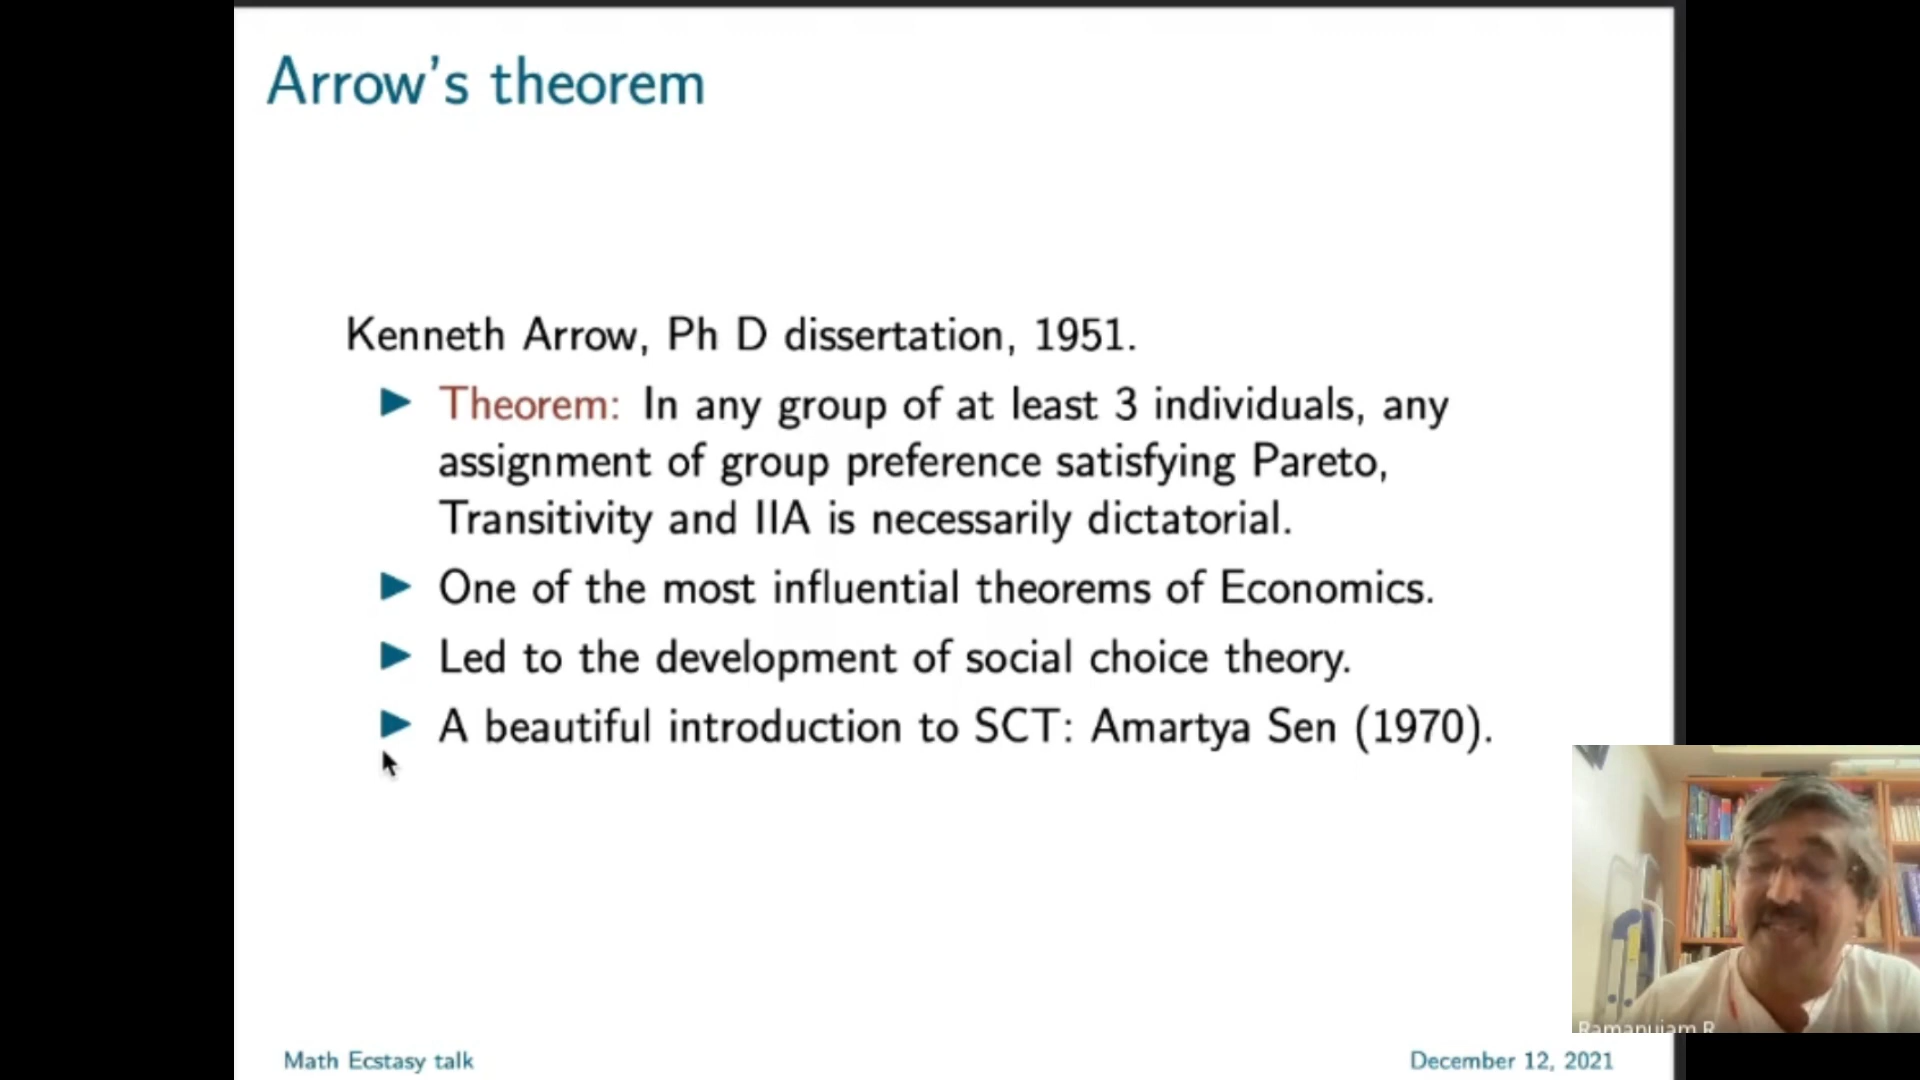 Arrow's theorem
Kenneth Arrow, Ph D dissertation, 1951.
Theorem: In any group of at least 3 individuals, any
assignment of group preference satisfying Pareto,
Transitivity and IIA is necessarily dictatorial.
One of the most influential theorems of Economics.
Led to the development of social choice theory.
A beautiful introduction to SCT: Amartya Sen (1970).
Ramanujam R
Math Ecstasy talk
December 12, 2021